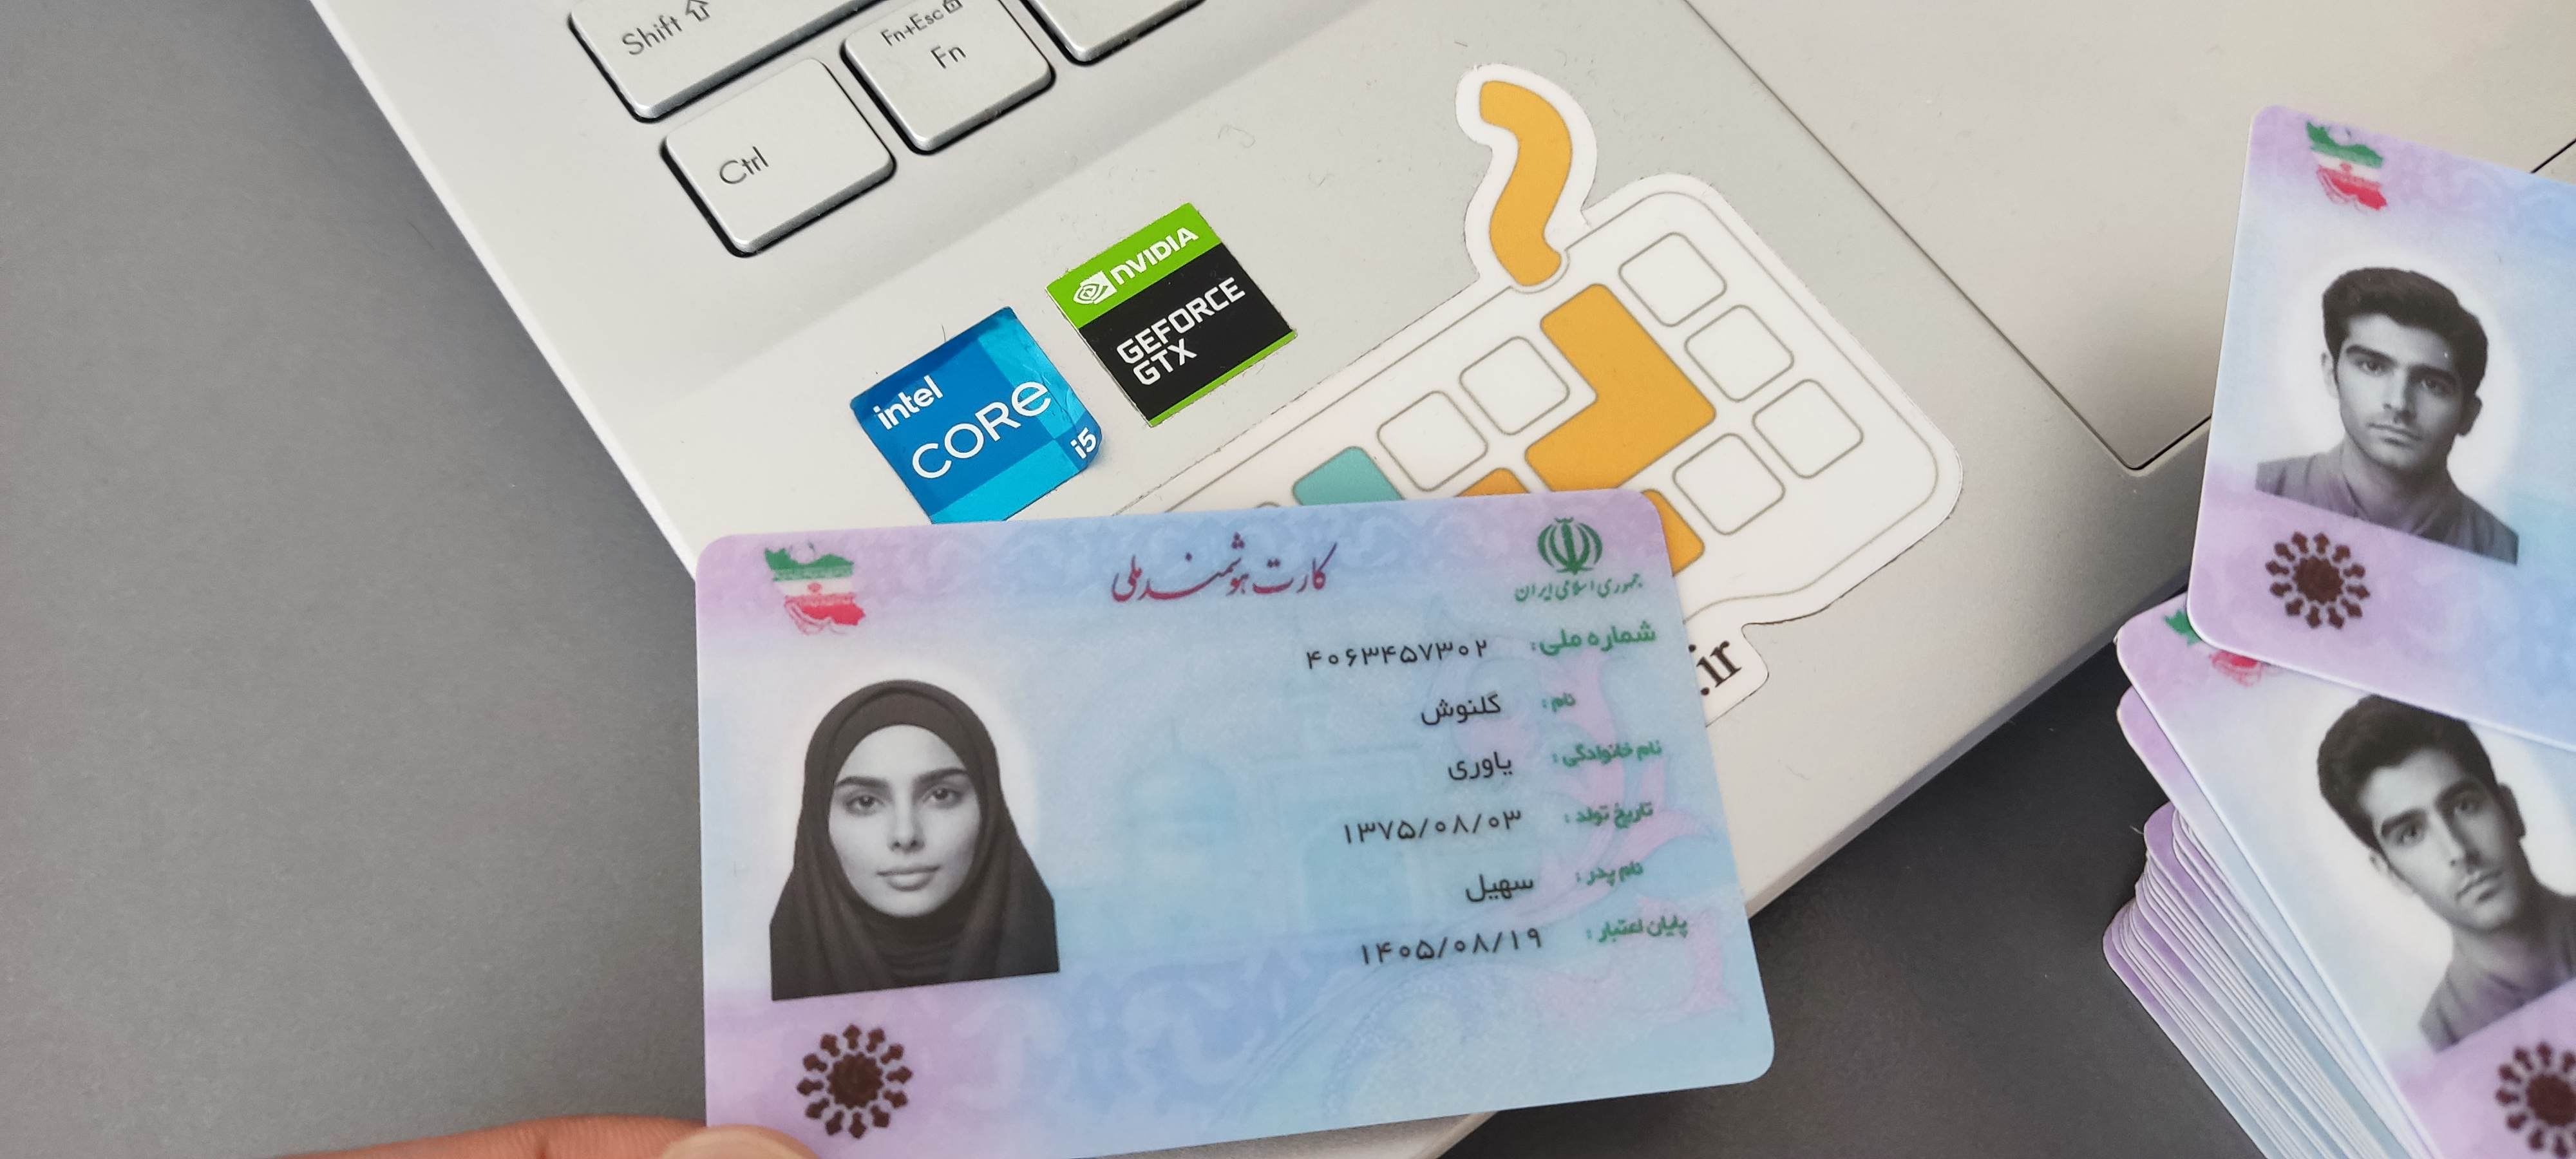 Shift
Fn+Esc
Fn
Ctrl
nVIDIA
GEFORCE
GTX
intel
CORe
i5
.ir
کارت هوشمند ملی
جمهوری اسلامی ایران
شماره ملی: ۴۰۶۳۴۵۷۳۰۲
نام: گلنوش
نام خانوادگی: یاوری
تاریخ تولد: ۱۳۷۵/۰۸/۰۳
نام پدر: سهیل
پایان اعتبار: ۱۴۰۵/۰۸/۱۹